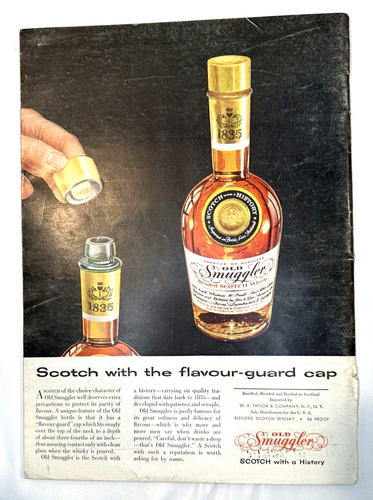 1835
SCOTCH WITH A HISTORY
Imported in Bottle from Scotland
PRODUCT OF SCOTLAND
OLD
Smuggler
Blended SCOTCH Whisky
1835
Scotch with the flavour-guard cap
A SCOTCH of the choice character of
Old Smuggler well deserves extra
precautions to protect its purity of
flavour. A unique feature of the Old
Smuggler bottle is that it has a
"flavour-guard" cap which fits snugly
over the top of the neck to a depth
of about three-fourths of an inch—
thus assuring contact only with clean
glass when the whisky is poured.
Old Smuggler is the Scotch with
a history—carrying on quality tra-
ditions that date back to 1835—and
developed with patience and scruple.
Old Smuggler is justly famous for
its great softness and delicacy of
flavour—which is why more and
more men say when drinks are
poured, "Careful, don't waste a drop
—that's Old Smuggler." A Scotch
with such a reputation is worth
asking for by name.
Distilled, Blended and Bottled in Scotland
Imported by
W. A. TAYLOR & COMPANY, N. Y., N. Y.
Sole Distributors for the U. S. A.
BLENDED SCOTCH WHISKY • 86 PROOF
OLD
Smuggler
SCOTCH with a History